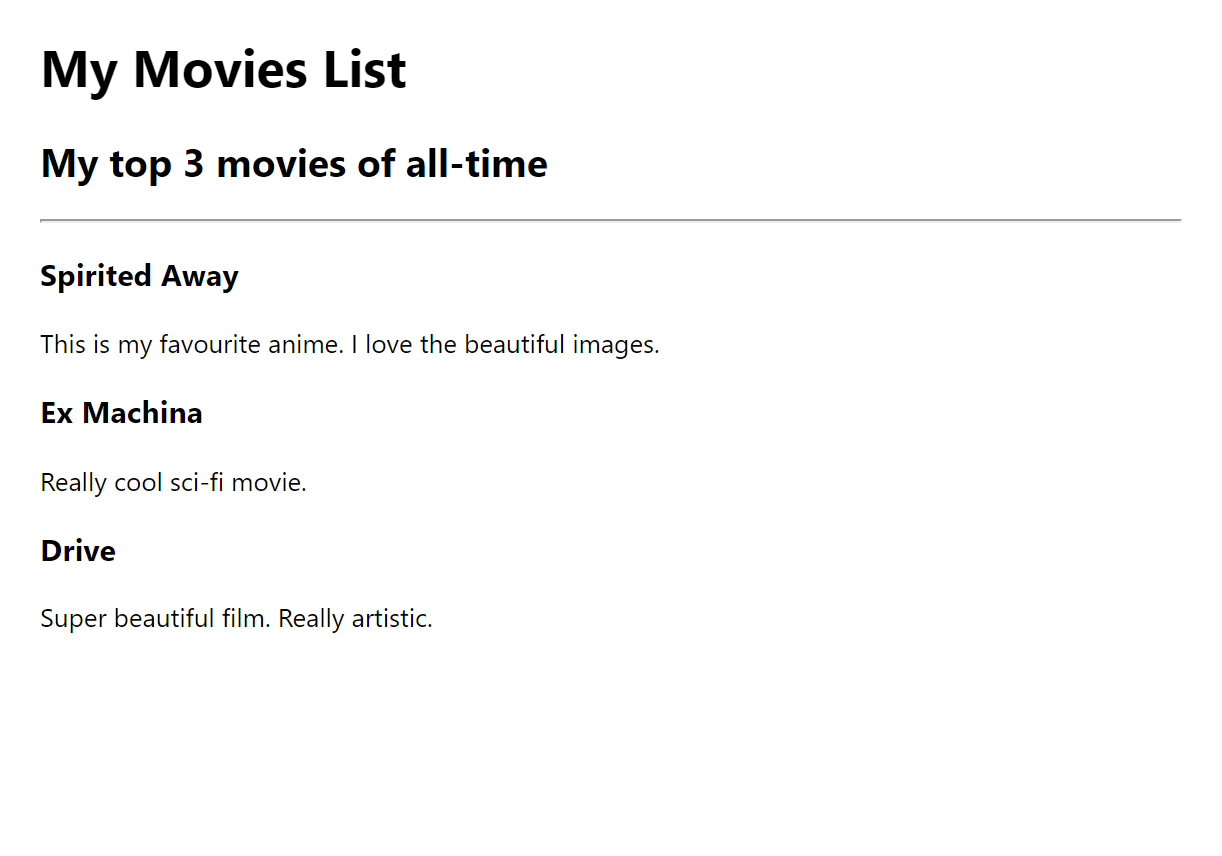 My Movies List
My top 3 movies of all-time
Spirited Away
This is my favourite anime. I love the beautiful images.
Ex Machina
Really cool sci-fi movie.
Drive
Super beautiful film. Really artistic.